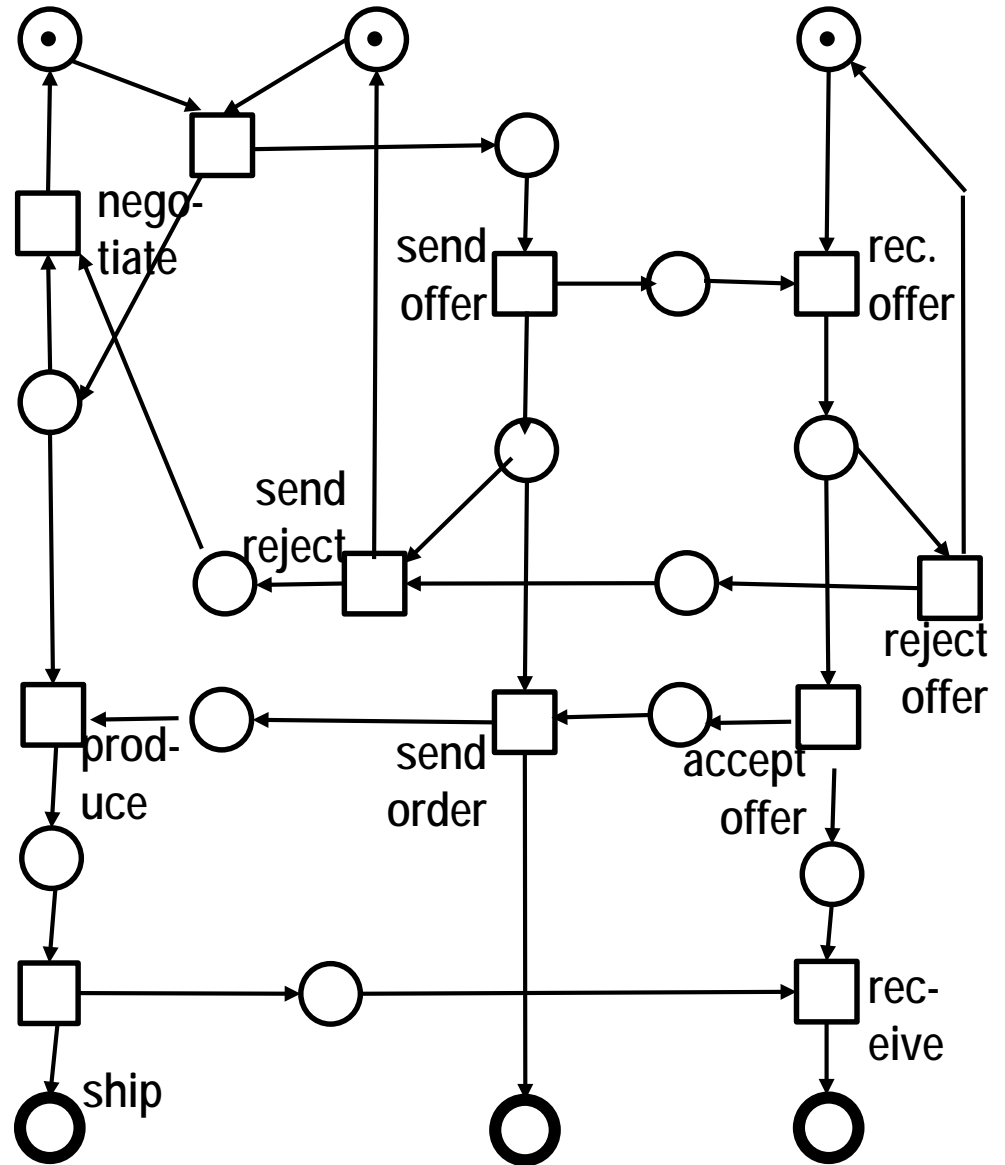 nego-
tiate
send
offer
rec.
offer
send
reject
reject
offer
prod-
uce
send
order
accept
offer
rec-
eive
ship